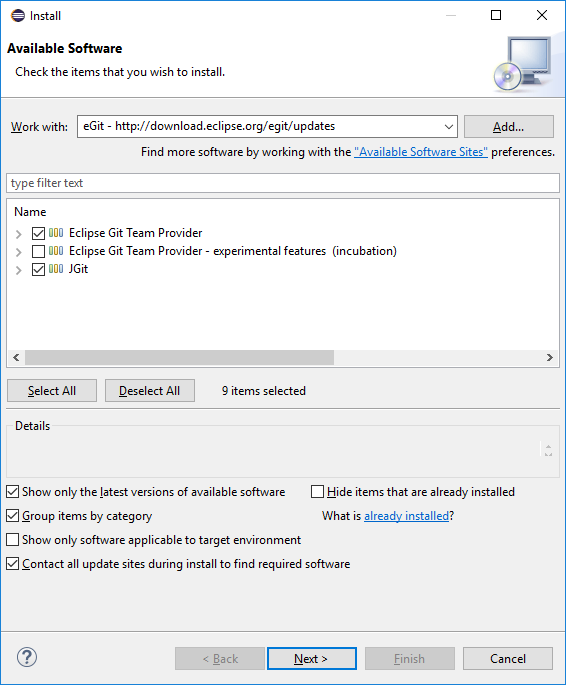 Install
Available Software
Check the items that you wish to install.
Work with: eGit - http://download.eclipse.org/egit/updates Add...
Find more software by working with the "Available Software Sites" preferences.
type filter text
Name
Eclipse Git Team Provider
Eclipse Git Team Provider - experimental features (incubation)
JGit
Select All Deselect All 9 items selected
Details
Show only the latest versions of available software Hide items that are already installed
Group items by category What is already installed?
Show only software applicable to target environment
Contact all update sites during install to find required software
? < Back Next > Finish Cancel